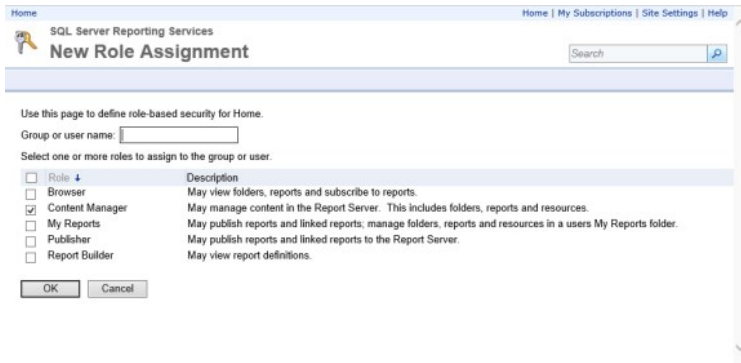 Home
Home | My Subscriptions | Site Settings | Help
SQL Server Reporting Services
New Role Assignment
Search
Use this page to define role-based security for Home.
Group or user name:
Select one or more roles to assign to the group or user.
Role ↓ Description
Browser May view folders, reports and subscribe to reports.
Content Manager May manage content in the Report Server. This includes folders, reports and resources.
My Reports May publish reports and linked reports; manage folders, reports and resources in a users My Reports folder.
Publisher May publish reports and linked reports to the Report Server.
Report Builder May view report definitions.
OK Cancel